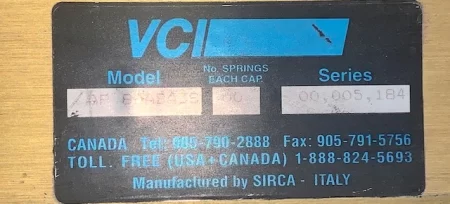 VCI
Model No. SPRINGS EACH CAP. Series
00 00,005,184
CANADA Tel: 905-790-2888 Fax: 905-791-5756
TOLL. FREE (USA+CANADA) 1-888-824-5693
Manufactured by SIRCA - ITALY